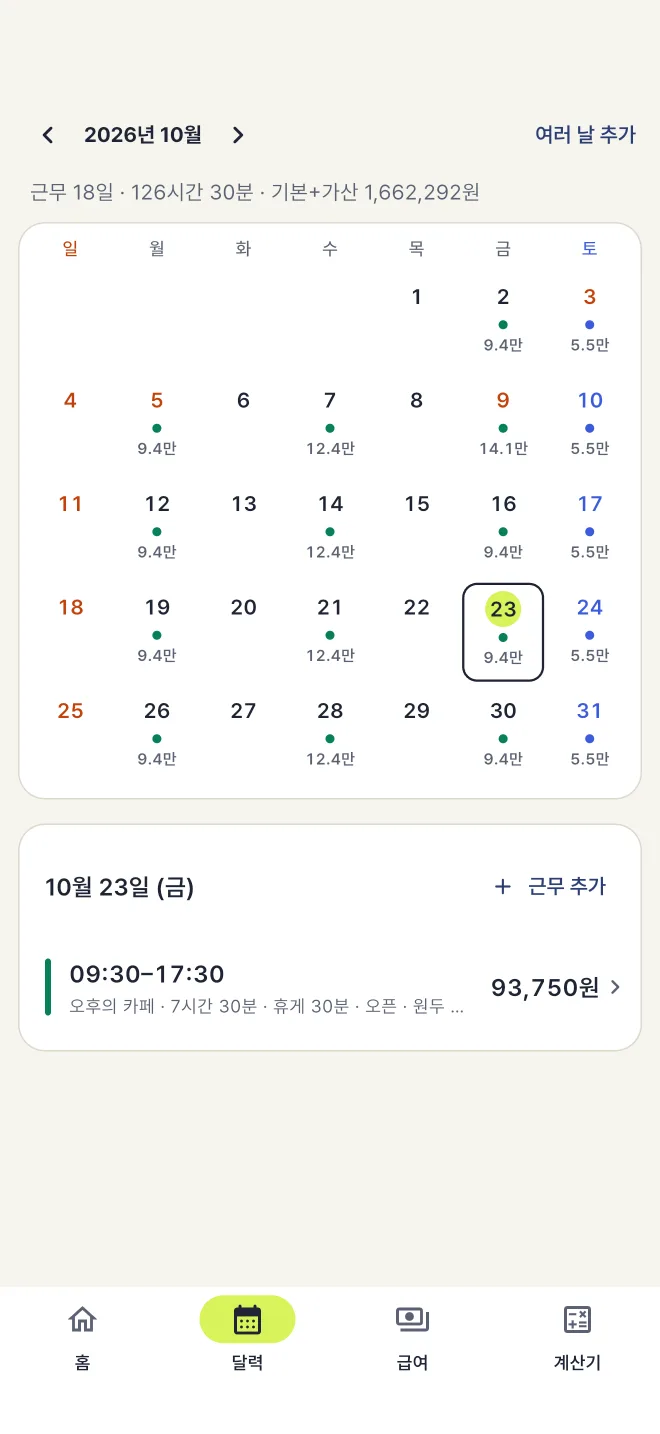 2026년 10월 여러 날 추가
근무 18일 · 126시간 30분 · 기본+가산 1,662,292원
일 월 화 수 목 금 토
1 2 3
9.4만 5.5만
4 5 6 7 8 9 10
9.4만 12.4만 14.1만 5.5만
11 12 13 14 15 16 17
9.4만 12.4만 9.4만 5.5만
18 19 20 21 22 23 24
9.4만 12.4만 9.4만 5.5만
25 26 27 28 29 30 31
9.4만 12.4만 9.4만 5.5만
10월 23일 (금) + 근무 추가
09:30–17:30
오후의 카페 · 7시간 30분 · 휴게 30분 · 오픈 · 원두 ...
93,750원
홈 달력 급여 계산기